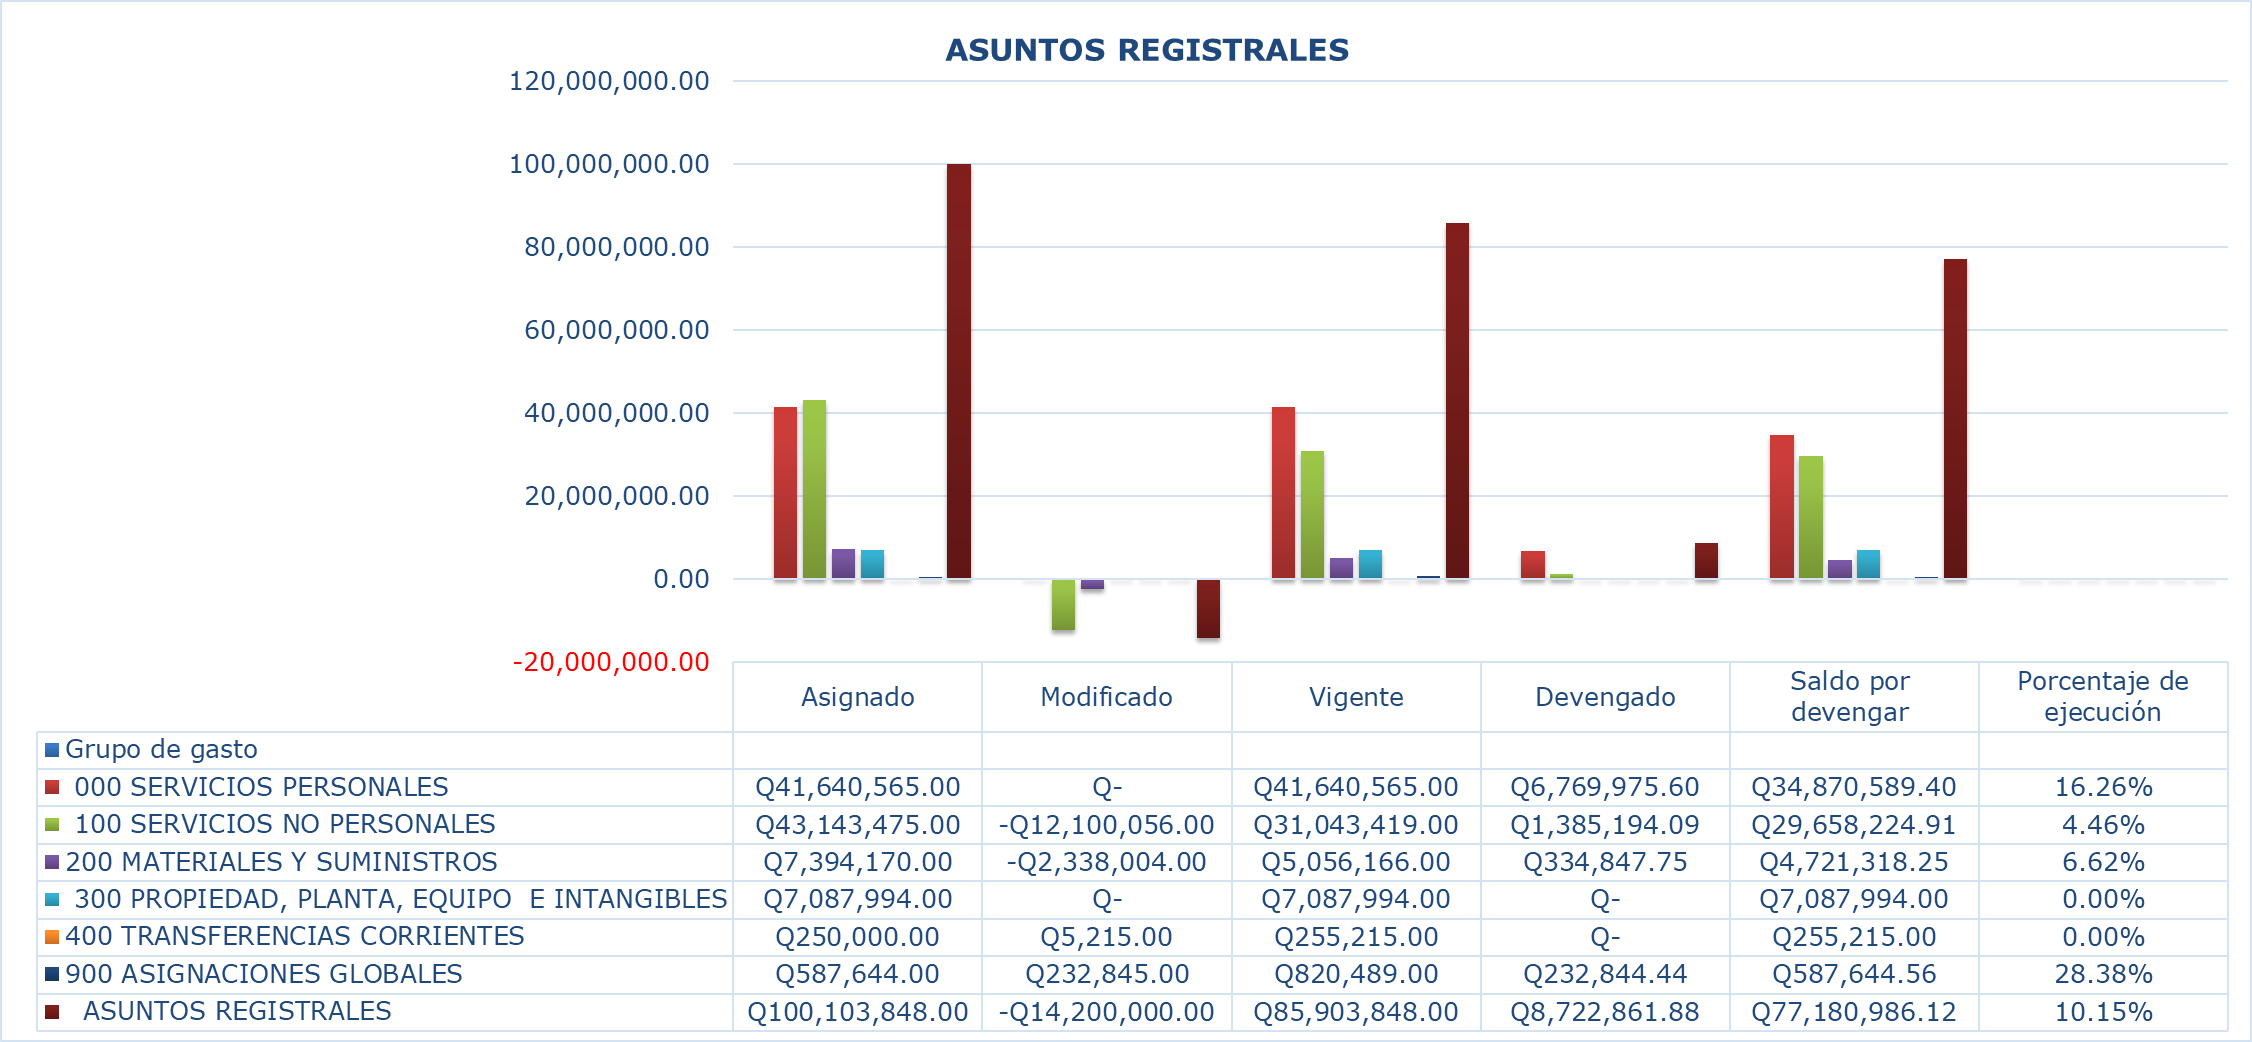 ASUNTOS REGISTRALES
120,000,000.00
100,000,000.00
80,000,000.00
60,000,000.00
40,000,000.00
20,000,000.00
0.00
-20,000,000.00
Asignado Modificado Vigente Devengado Saldo por devengar Porcentaje de ejecución
Grupo de gasto
000 SERVICIOS PERSONALES Q41,640,565.00 Q- Q41,640,565.00 Q6,769,975.60 Q34,870,589.40 16.26%
100 SERVICIOS NO PERSONALES Q43,143,475.00 -Q12,100,056.00 Q31,043,419.00 Q1,385,194.09 Q29,658,224.91 4.46%
200 MATERIALES Y SUMINISTROS Q7,394,170.00 -Q2,338,004.00 Q5,056,166.00 Q334,847.75 Q4,721,318.25 6.62%
300 PROPIEDAD, PLANTA, EQUIPO E INTANGIBLES Q7,087,994.00 Q- Q7,087,994.00 Q- Q7,087,994.00 0.00%
400 TRANSFERENCIAS CORRIENTES Q250,000.00 Q5,215.00 Q255,215.00 Q- Q255,215.00 0.00%
900 ASIGNACIONES GLOBALES Q587,644.00 Q232,845.00 Q820,489.00 Q232,844.44 Q587,644.56 28.38%
ASUNTOS REGISTRALES Q100,103,848.00 -Q14,200,000.00 Q85,903,848.00 Q8,722,861.88 Q77,180,986.12 10.15%